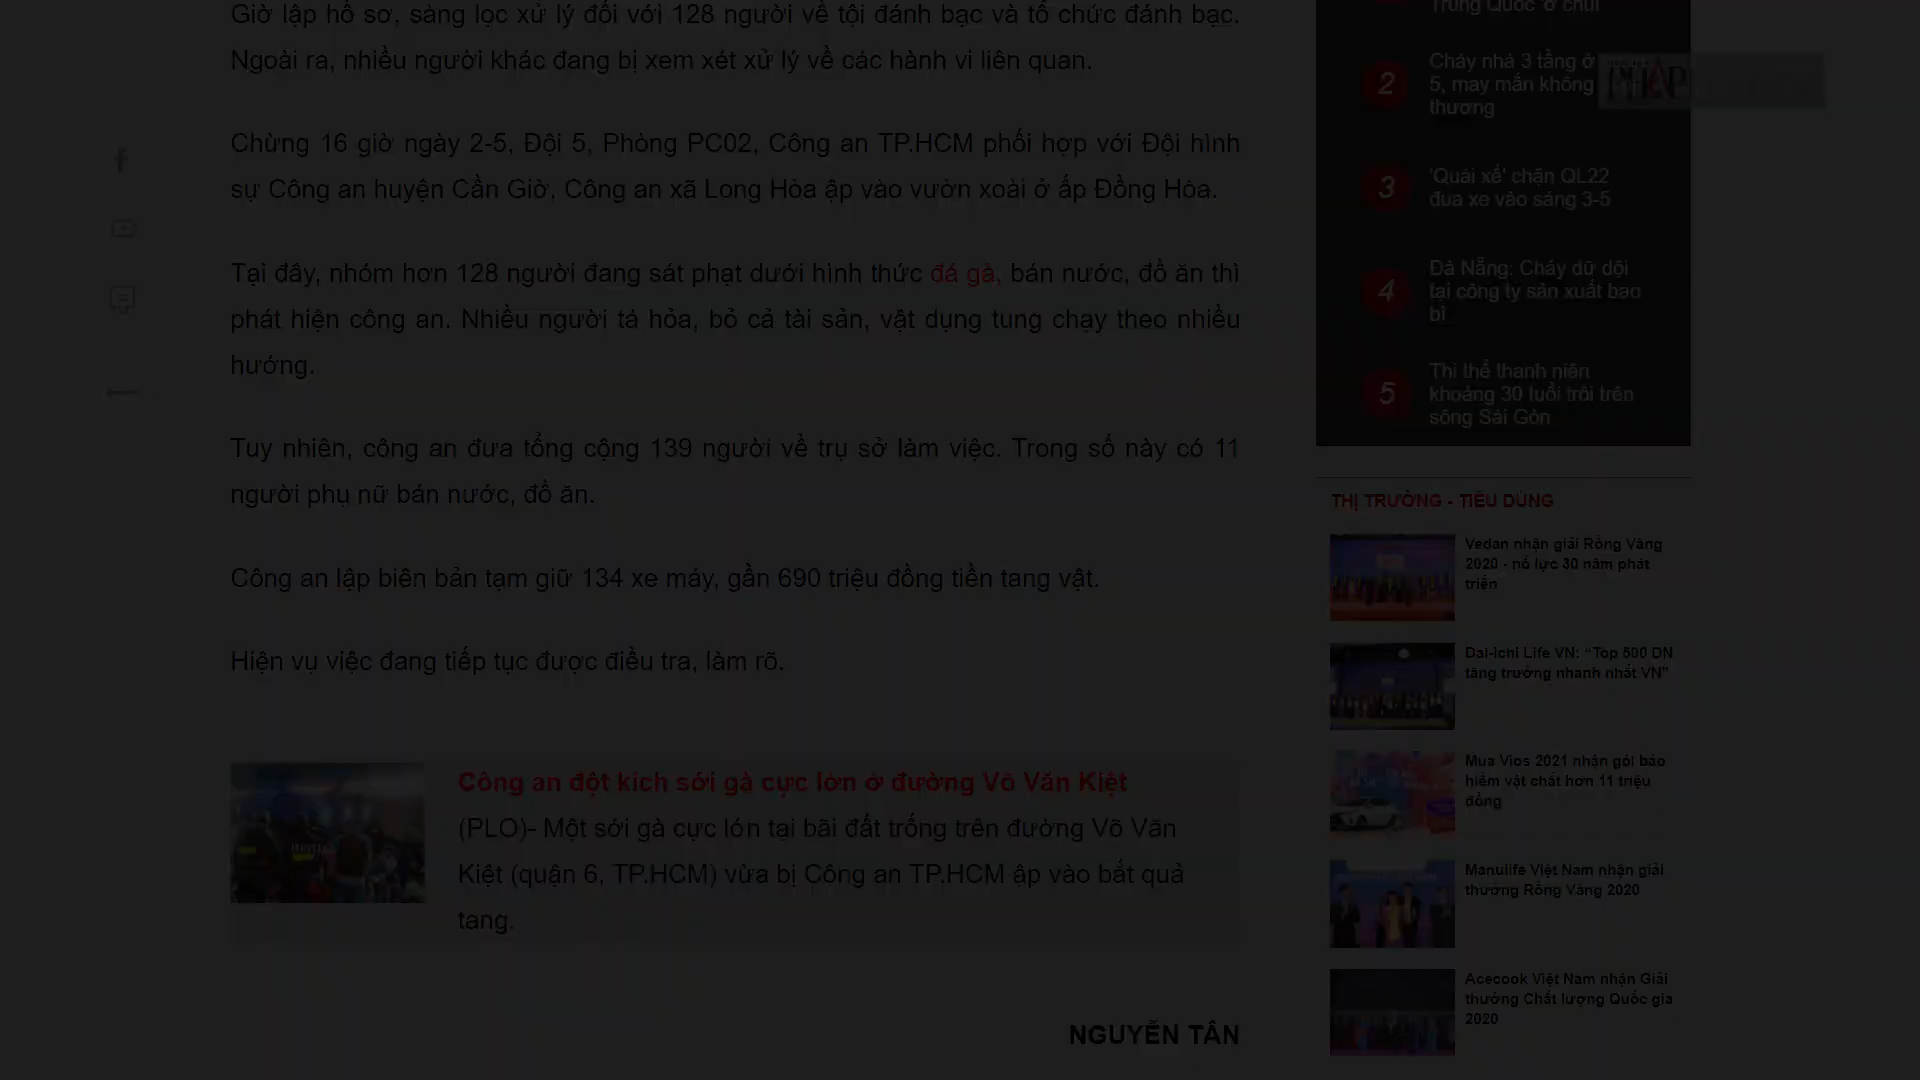 Giờ lập hồ sơ, sàng lọc xử lý đối với 128 người về tội đánh bạc và tổ chức đánh bạc.
Ngoài ra, nhiều người khác đang bị xem xét xử lý về các hành vi liên quan.
Chừng 16 giờ ngày 2-5, Đội 5, Phòng PC02, Công an TP.HCM phối hợp với Đội hình
sự Công an huyện Cần Giờ, Công an xã Long Hòa ập vào vườn xoài ở ấp Đồng Hòa.
Tại đây, nhóm hơn 128 người đang sát phạt dưới hình thức đá gà, bán nước, đồ ăn thì
phát hiện công an. Nhiều người tá hỏa, bỏ cả tài sản, vật dụng tung chạy theo nhiều
hướng.
Tuy nhiên, công an đưa tổng cộng 139 người về trụ sở làm việc. Trong số này có 11
người phụ nữ bán nước, đồ ăn.
Công an lập biên bản tạm giữ 134 xe máy, gần 690 triệu đồng tiền tang vật.
Hiện vụ việc đang tiếp tục được điều tra, làm rõ.
Công an đột kích sới gà cực lớn ở đường Võ Văn Kiệt
(PLO)- Một sới gà cực lớn tại bãi đất trống trên đường Võ Văn
Kiệt (quận 6, TP.HCM) vừa bị Công an TP.HCM ập vào bắt quả
tang.
NGUYỄN TÂN
Trung Quốc 'ở chui'
2
Cháy nhà 3 tầng ở
5, may mắn không
thương
PHÁP
3
'Quái xế' chặn QL22
đua xe vào sáng 3-5
4
Đà Nẵng: Cháy dữ dội
tại công ty sản xuất bao
bì
5
Thi thể thanh niên
khoảng 30 tuổi trôi trên
sông Sài Gòn
THỊ TRƯỜNG - TIÊU DÙNG
Vedan nhận giải Rồng Vàng
2020 - nỗ lực 30 năm phát
triển
Dai-ichi Life VN: “Top 500 DN
tăng trưởng nhanh nhất VN”
Mua Vios 2021 nhận gói bảo
hiểm vật chất hơn 11 triệu
đồng
Manulife Việt Nam nhận giải
thưởng Rồng Vàng 2020
Acecook Việt Nam nhận Giải
thưởng Chất lượng Quốc gia
2020